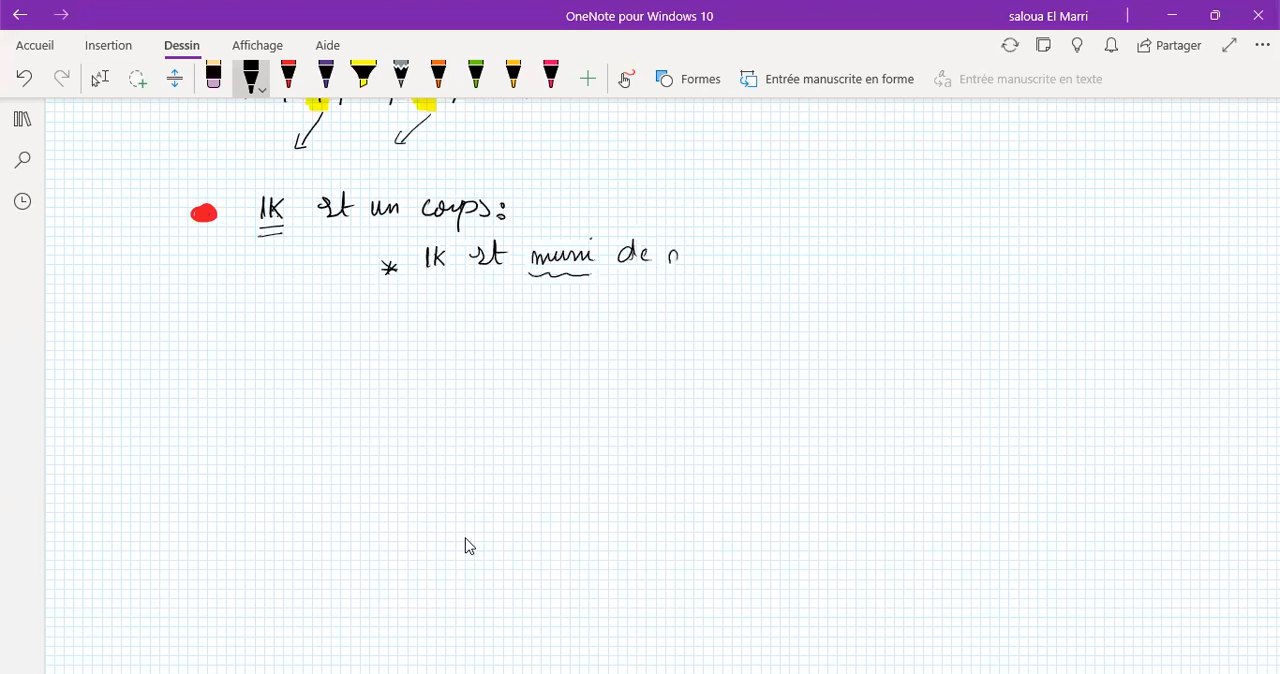 OneNote pour Windows 10
saloua El Marri
Accueil Insertion Dessin Affichage Aide
Partager
Formes Entrée manuscrite en forme Entrée manuscrite en texte
IK est un corps:
* IK est muni de